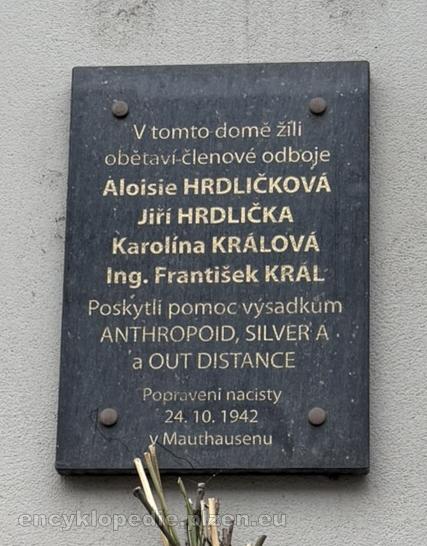 V tomto domě žili
obětaví členové odboje
Aloisie HRDLIČKOVÁ
Jiří HRDLIČKA
Karolína KRÁLOVÁ
Ing. František KRÁL
Poskytli pomoc výsadkům
ANTHROPOID, SILVER A
a OUT DISTANCE
Popraveni nacisty
24. 10. 1942
v Mauthausenu
encyklopedie.plzen.eu